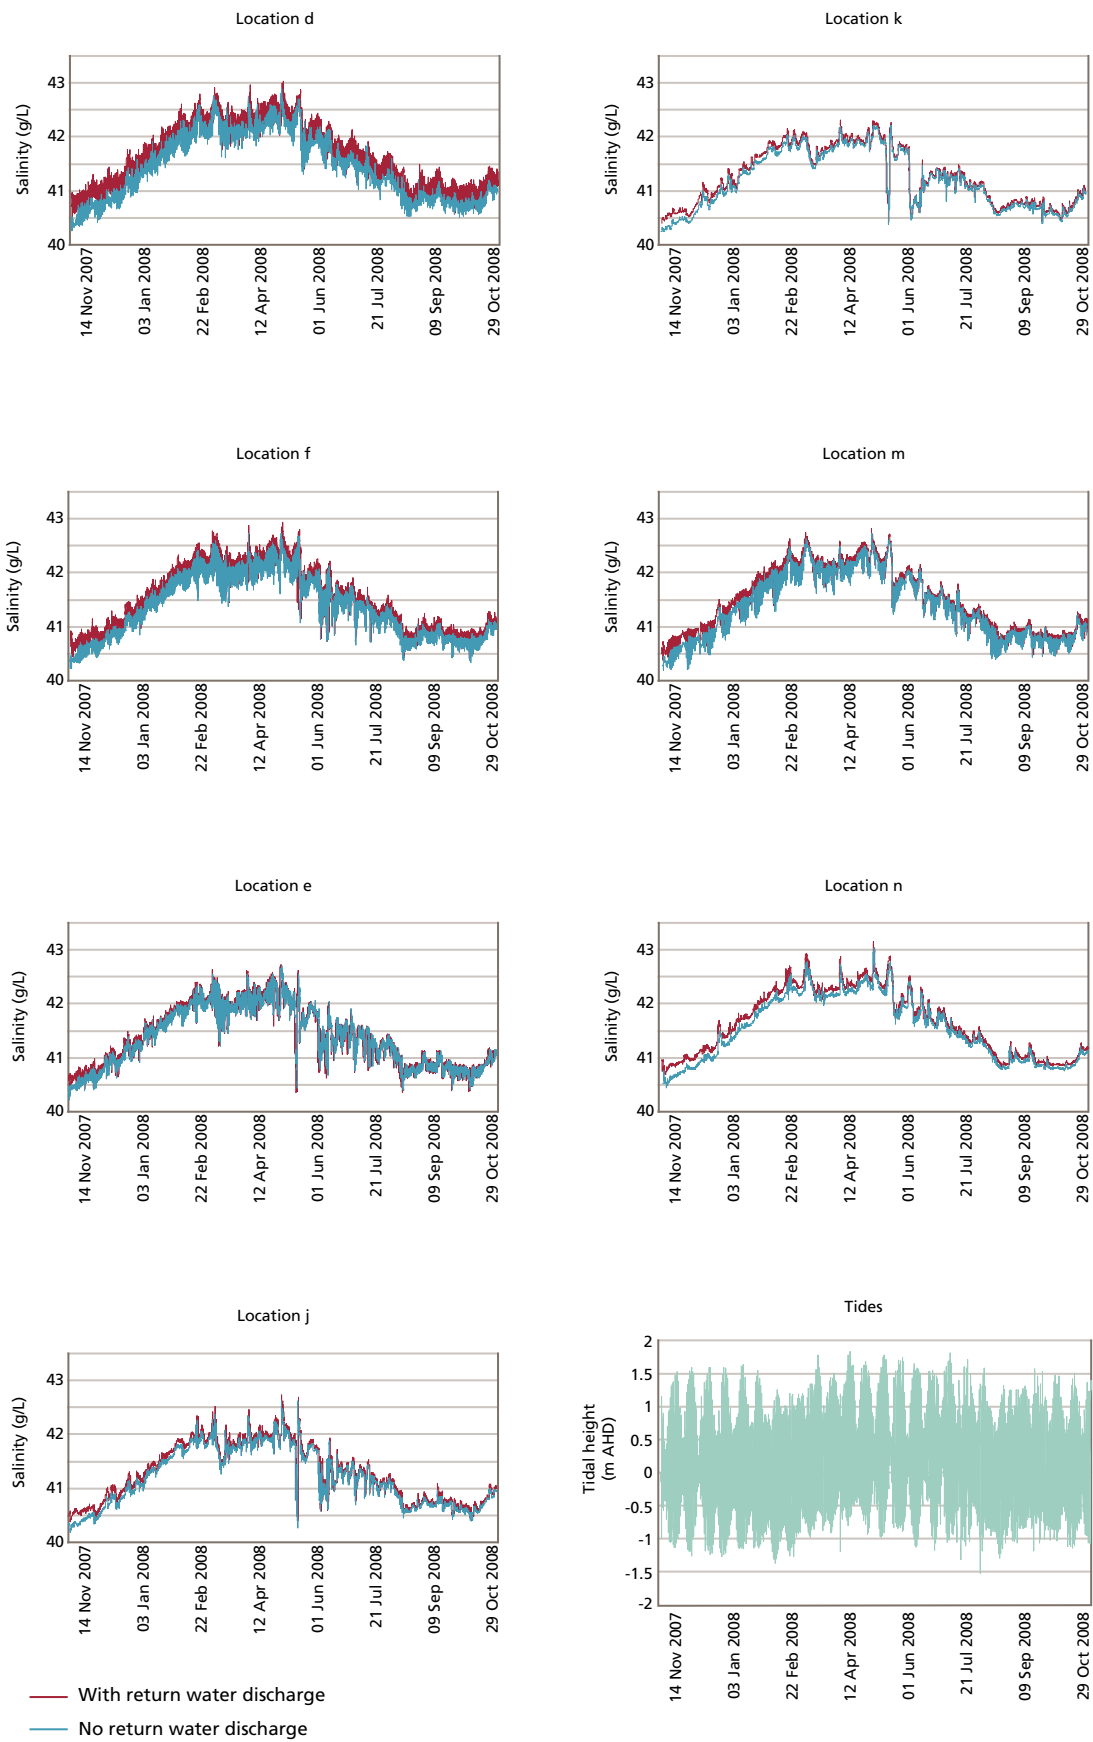 Location d
Salinity (g/L)
43
42
41
40
14 Nov 2007
03 Jan 2008
22 Feb 2008
12 Apr 2008
01 Jun 2008
21 Jul 2008
09 Sep 2008
29 Oct 2008
Location k
Salinity (g/L)
43
42
41
40
14 Nov 2007
03 Jan 2008
22 Feb 2008
12 Apr 2008
01 Jun 2008
21 Jul 2008
09 Sep 2008
29 Oct 2008
Location f
Salinity (g/L)
43
42
41
40
14 Nov 2007
03 Jan 2008
22 Feb 2008
12 Apr 2008
01 Jun 2008
21 Jul 2008
09 Sep 2008
29 Oct 2008
Location m
Salinity (g/L)
43
42
41
40
14 Nov 2007
03 Jan 2008
22 Feb 2008
12 Apr 2008
01 Jun 2008
21 Jul 2008
09 Sep 2008
29 Oct 2008
Location e
Salinity (g/L)
43
42
41
40
14 Nov 2007
03 Jan 2008
22 Feb 2008
12 Apr 2008
01 Jun 2008
21 Jul 2008
09 Sep 2008
29 Oct 2008
Location n
Salinity (g/L)
43
42
41
40
14 Nov 2007
03 Jan 2008
22 Feb 2008
12 Apr 2008
01 Jun 2008
21 Jul 2008
09 Sep 2008
29 Oct 2008
Location j
Salinity (g/L)
43
42
41
40
14 Nov 2007
03 Jan 2008
22 Feb 2008
12 Apr 2008
01 Jun 2008
21 Jul 2008
09 Sep 2008
29 Oct 2008
Tides
Tidal height
(m AHD)
2
1.5
1
0.5
0
-0.5
-1
-1.5
-2
14 Nov 2007
03 Jan 2008
22 Feb 2008
12 Apr 2008
01 Jun 2008
21 Jul 2008
09 Sep 2008
29 Oct 2008
With return water discharge
No return water discharge